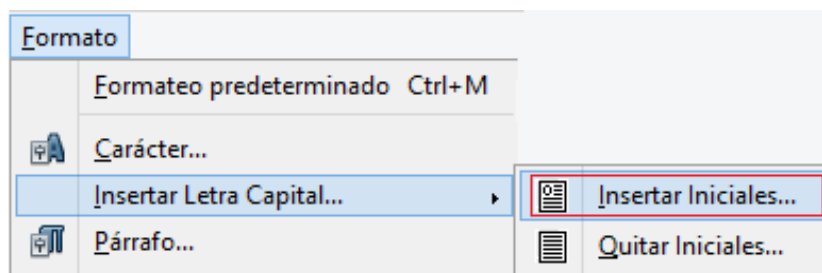 Formato
Formateo predeterminado Ctrl+M
Carácter...
Insertar Letra Capital...
Insertar Iniciales...
Párrafo...
Quitar Iniciales...